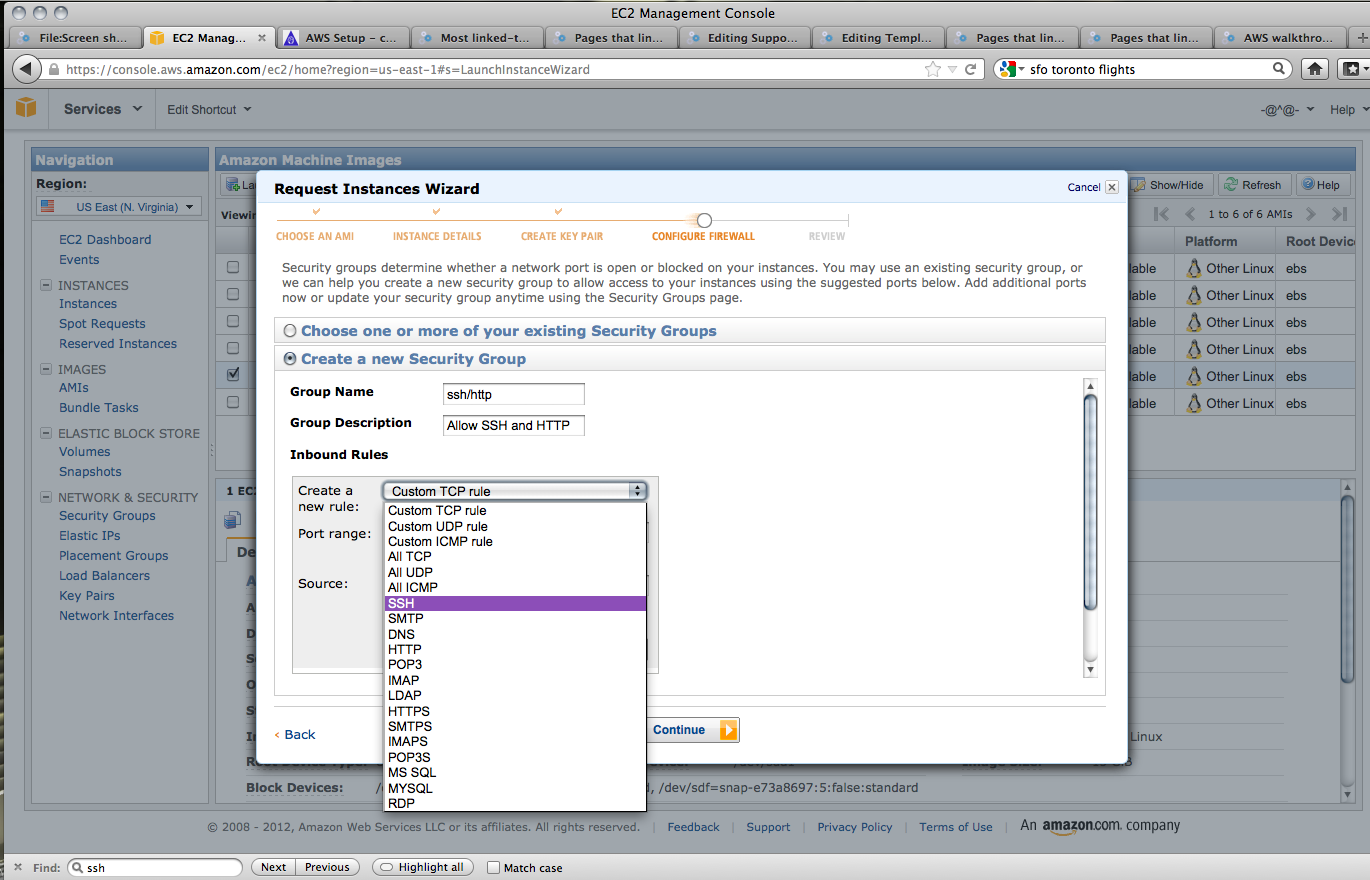 EC2 Management Console
File:Screen sh...
EC2 Manag...
AWS Setup - c...
Most linked-t...
Pages that lin...
Editing Suppo...
Editing Templ...
Pages that lin...
Pages that lin...
AWS walkthro...
https://console.aws.amazon.com/ec2/home?region=us-east-1#s=LaunchInstanceWizard
sfo toronto flights
Services
Edit Shortcut
-@^@-
Help
Navigation
Region:
US East (N. Virginia)
EC2 Dashboard
Events
INSTANCES
Instances
Spot Requests
Reserved Instances
IMAGES
AMIs
Bundle Tasks
ELASTIC BLOCK STORE
Volumes
Snapshots
NETWORK & SECURITY
Security Groups
Elastic IPs
Placement Groups
Load Balancers
Key Pairs
Network Interfaces
Amazon Machine Images
Show/Hide
Refresh
Help
1 to 6 of 6 AMIs
Platform
Other Linux ebs
Other Linux ebs
Other Linux ebs
Other Linux ebs
Other Linux ebs
Other Linux ebs
Request Instances Wizard
Cancel
CHOOSE AN AMI
INSTANCE DETAILS
CREATE KEY PAIR
CONFIGURE FIREWALL
REVIEW
Security groups determine whether a network port is open or blocked on your instances. You may use an existing security group, or
we can help you create a new security group to allow access to your instances using the suggested ports below. Add additional ports
now or update your security group anytime using the Security Groups page.
Choose one or more of your existing Security Groups
Create a new Security Group
Group Name ssh/http
Group Description Allow SSH and HTTP
Inbound Rules
Create a
new rule:
Custom TCP rule
Port range:
Source:
Custom TCP rule
Custom UDP rule
Custom ICMP rule
All TCP
All UDP
All ICMP
SSH
SMTP
DNS
HTTP
POP3
IMAP
LDAP
HTTPS
SMTPS
IMAPS
POP3S
MS SQL
MYSQL
RDP
Back
Continue
Linux
Block Devices:
/dev/sdf=snap-e73a8697:5:false:standard
© 2008 - 2012, Amazon Web Services LLC or its affiliates. All rights reserved.
Feedback
Support
Privacy Policy
Terms of Use
An amazon.com. company
Find:
ssh
Next
Previous
Highlight all
Match case